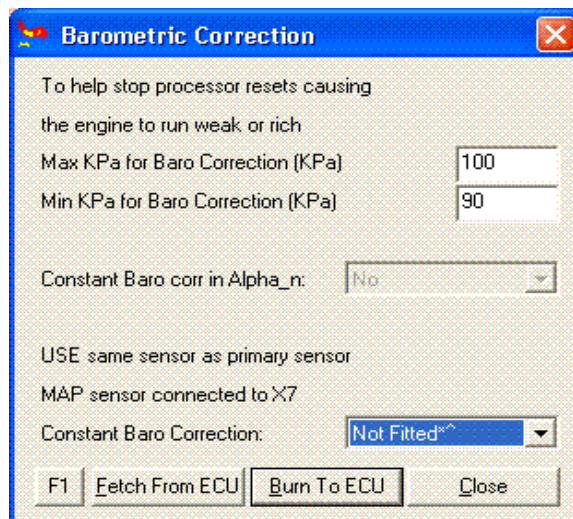 Barometric Correction
To help stop processor resets causing
the engine to run weak or rich
Max KPa for Baro Correction (KPa) 100
Min KPa for Baro Correction (KPa) 90
Constant Baro corr in Alpha_n: No
USE same sensor as primary sensor
MAP sensor connected to X7
Constant Baro Correction: Not Fitted*^
F1 Fetch From ECU Burn To ECU Close